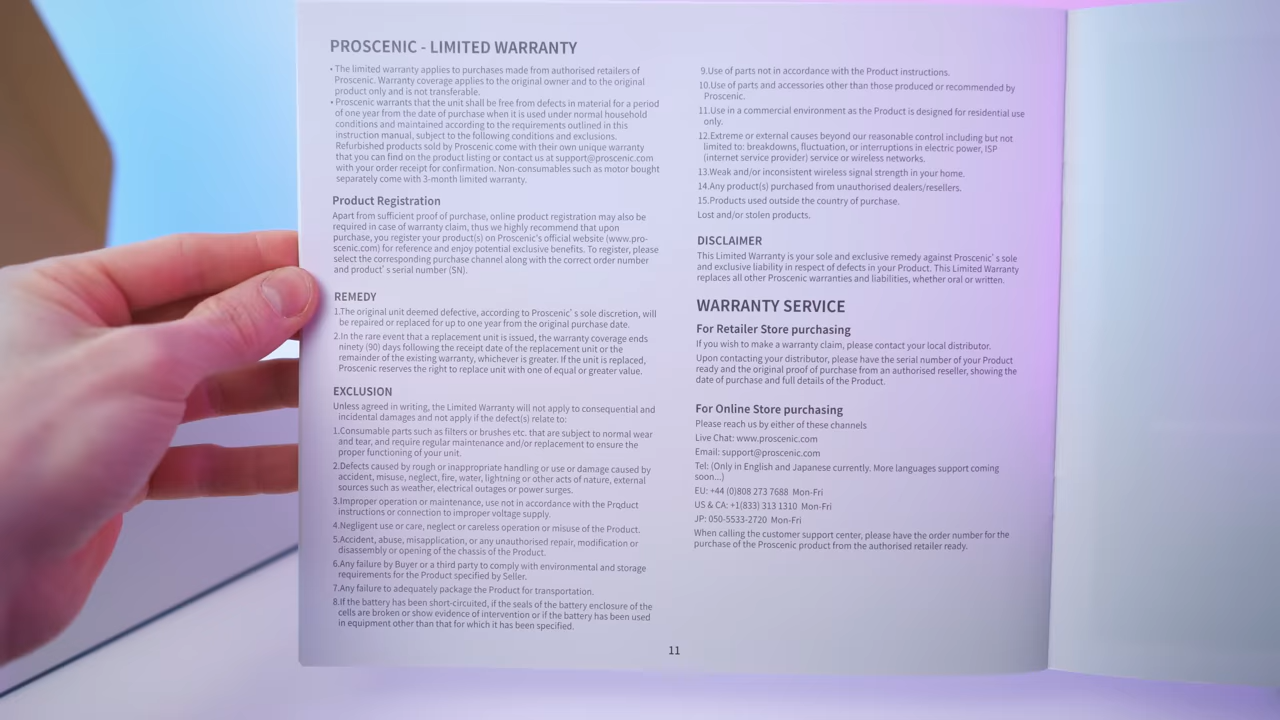 PROSCENIC - LIMITED WARRANTY
• The limited warranty applies to purchases made from authorised retailers of
Proscenic. Warranty coverage applies to the original owner and to the original
product only and is not transferable.
• Proscenic warrants that the unit shall be free from defects in material for a period
of one year from the date of purchase when it is used under normal household
conditions and maintained according to the requirements outlined in this
instruction manual, subject to the following conditions and exclusions.
Refurbished products sold by Proscenic come with their own unique warranty
that you can find on the product listing or contact us at support@proscenic.com
with your order receipt for confirmation. Non-consumables such as motor bought
separately come with 3-month limited warranty.
Product Registration
Apart from sufficient proof of purchase, online product registration may also be
required in case of warranty claim, thus we highly recommend that upon
purchase, you register your product(s) on Proscenic's official website (www.pro-
scenic.com) for reference and enjoy potential exclusive benefits. To register, please
select the corresponding purchase channel along with the correct order number
and product's serial number (SN).
REMEDY
1.The original unit deemed defective, according to Proscenic's sole discretion, will
be repaired or replaced for up to one year from the original purchase date.
2.In the rare event that a replacement unit is issued, the warranty coverage ends
ninety (90) days following the receipt date of the replacement unit or the
remainder of the existing warranty, whichever is greater. If the unit is replaced,
Proscenic reserves the right to replace unit with one of equal or greater value.
EXCLUSION
Unless agreed in writing, the Limited Warranty will not apply to consequential and
incidental damages and not apply if the defect(s) relate to:
1.Consumable parts such as filters or brushes etc. that are subject to normal wear
and tear, and require regular maintenance and/or replacement to ensure the
proper functioning of your unit.
2.Defects caused by rough or inappropriate handling or use or damage caused by
accident, misuse, neglect, fire, water, lightning or other acts of nature, external
sources such as weather, electrical outages or power surges.
3.Improper operation or maintenance, use not in accordance with the Product
instructions or connection to improper voltage supply.
4.Negligent use or care, neglect or careless operation or misuse of the Product.
5.Accident, abuse, misapplication, or any unauthorised repair, modification or
disassembly or opening of the chassis of the Product.
6.Any failure by Buyer or a third party to comply with environmental and storage
requirements for the Product specified by Seller.
7.Any failure to adequately package the Product for transportation.
8.If the battery has been short-circuited, if the seals of the battery enclosure of the
cells are broken or show evidence of intervention or if the battery has been used
in equipment other than that for which it has been specified.
9.Use of parts not in accordance with the Product instructions.
10.Use of parts and accessories other than those produced or recommended by
Proscenic.
11.Use in a commercial environment as the Product is designed for residential use
only.
12.Extreme or external causes beyond our reasonable control including but not
limited to: breakdowns, fluctuation, or interruptions in electric power, ISP
(internet service provider) service or wireless networks.
13.Weak and/or inconsistent wireless signal strength in your home.
14.Any product(s) purchased from unauthorised dealers/resellers.
15.Products used outside the country of purchase.
Lost and/or stolen products.
DISCLAIMER
This Limited Warranty is your sole and exclusive remedy against Proscenic's sole
and exclusive liability in respect of defects in your Product. This Limited Warranty
replaces all other Proscenic warranties and liabilities, whether oral or written.
WARRANTY SERVICE
For Retailer Store purchasing
If you wish to make a warranty claim, please contact your local distributor.
Upon contacting your distributor, please have the serial number of your Product
ready and the original proof of purchase from an authorised reseller, showing the
date of purchase and full details of the Product.
For Online Store purchasing
Please reach us by either of these channels
Live Chat: www.proscenic.com
Email: support@proscenic.com
Tel: (Only in English and Japanese currently. More languages support coming
soon...)
EU: +44 (0)808 273 7688 Mon-Fri
US & CA: +1(833) 313 1310 Mon-Fri
JP: 050-5533-2720 Mon-Fri
When calling the customer support center, please have the order number for the
purchase of the Proscenic product from the authorised retailer ready.
11